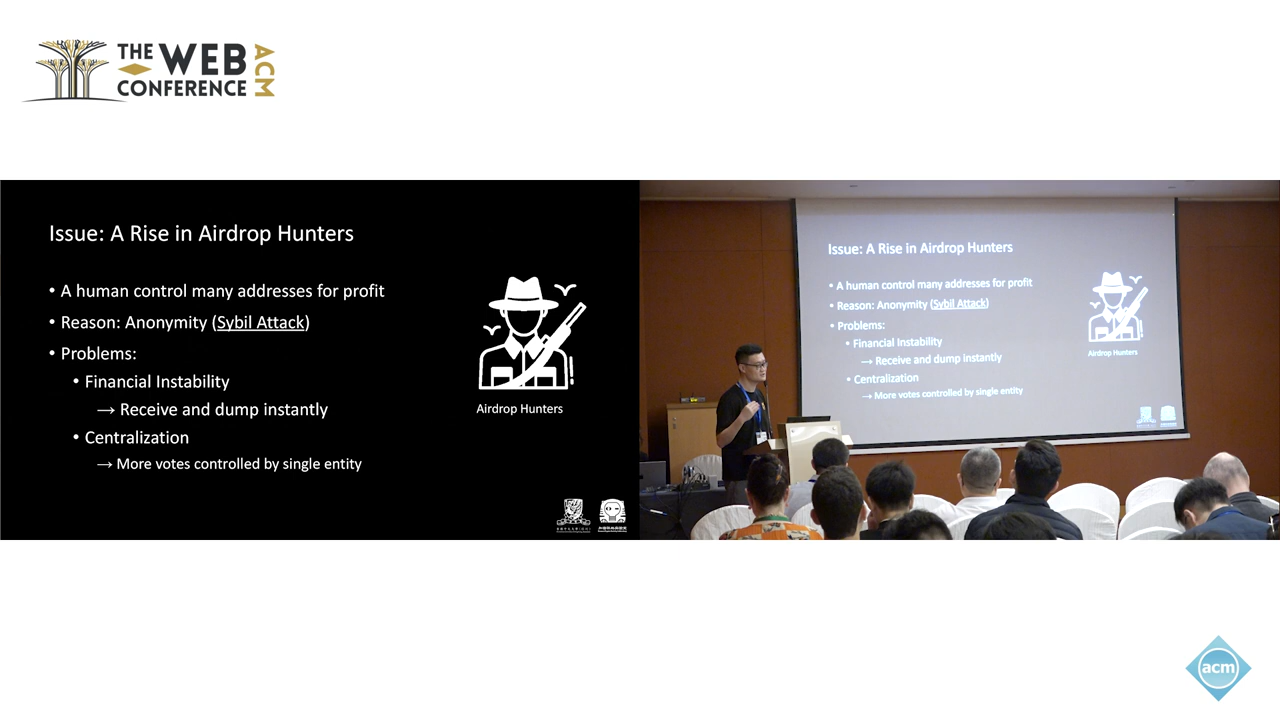 THE WEB
CONFERENCE
ACM
Issue: A Rise in Airdrop Hunters
• A human control many addresses for profit
• Reason: Anonymity (Sybil Attack)
• Problems:
• Financial Instability
→ Receive and dump instantly
• Centralization
→ More votes controlled by single entity
Airdrop Hunters
Issue: A Rise in Airdrop Hunters
• A human control many addresses for profit
• Reason: Anonymity (Sybil Attack)
• Problems:
• Financial Instability
→ Receive and dump instantly
• Centralization
→ More votes controlled by single entity
Airdrop Hunters
acm